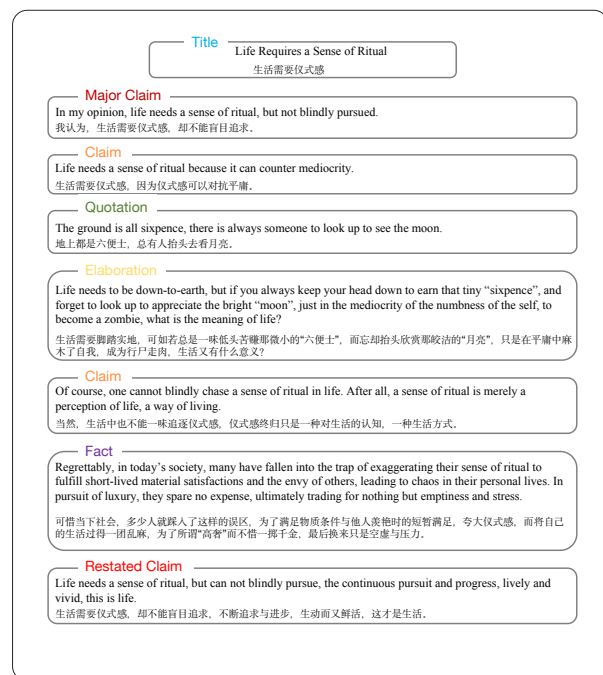 Title
Life Requires a Sense of Ritual
生活需要仪式感
Major Claim
In my opinion, life needs a sense of ritual, but not blindly pursued.
我认为，生活需要仪式感，却不能盲目追求。
Claim
Life needs a sense of ritual because it can counter mediocrity.
生活需要仪式感，因为仪式感可以对抗平庸。
Quotation
The ground is all sixpence, there is always someone to look up to see the moon.
地上都是六便士，总有人抬头去看月亮。
Elaboration
Life needs to be down-to-earth, but if you always keep your head down to earn that tiny “sixpence”, and
forget to look up to appreciate the bright “moon”, just in the mediocrity of the numbness of the self, to
become a zombie, what is the meaning of life?
生活需要脚踏实地，可如若总是一味低头苦赚那微小的“六便士”，而忘却抬头欣赏那皎洁的“月亮”，只是在平庸中麻
木了自我，成为行尸走肉，生活又有什么意义？
Claim
Of course, one cannot blindly chase a sense of ritual in life. After all, a sense of ritual is merely a
perception of life, a way of living.
当然，生活中也不能一味追逐仪式感，仪式感终归只是一种对生活的认知，一种生活方式。
Fact
Regrettably, in today’s society, many have fallen into the trap of exaggerating their sense of ritual to
fulfill short-lived material satisfactions and the envy of others, leading to chaos in their personal lives. In
pursuit of luxury, they spare no expense, ultimately trading for nothing but emptiness and stress.
可惜当下社会，多少人就踩入了这样的误区，为了满足物质条件与他人羡艳时的短暂满足，夸大仪式感，而将自己
的生活过得一团乱麻，为了所谓“高奢”而不惜一掷千金，最后换来只是空虚与压力。
Restated Claim
Life needs a sense of ritual, but can not blindly pursue, the continuous pursuit and progress, lively and
vivid, this is life.
生活需要仪式感，却不能盲目追求，不断追求与进步，生动而又鲜活，这才是生活。